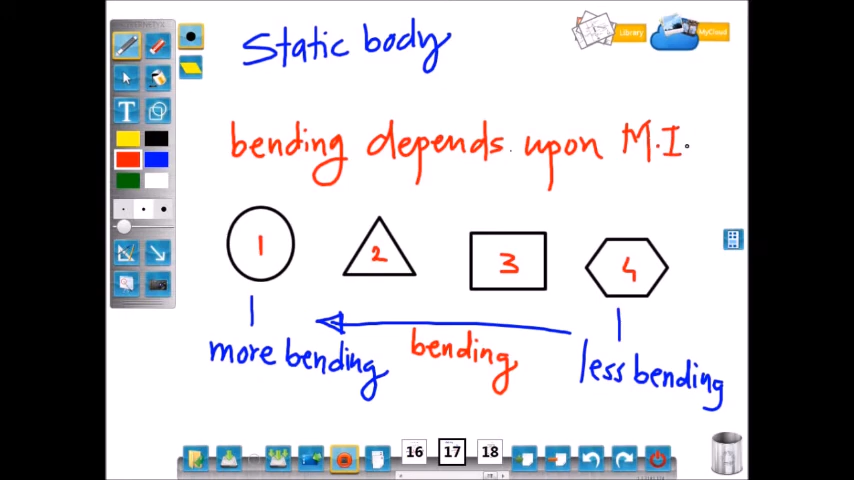 Static body
Library
MyCloud
T
bending depends upon M.I.
1
2
3
4
more bending
bending
less bending
16
17
18